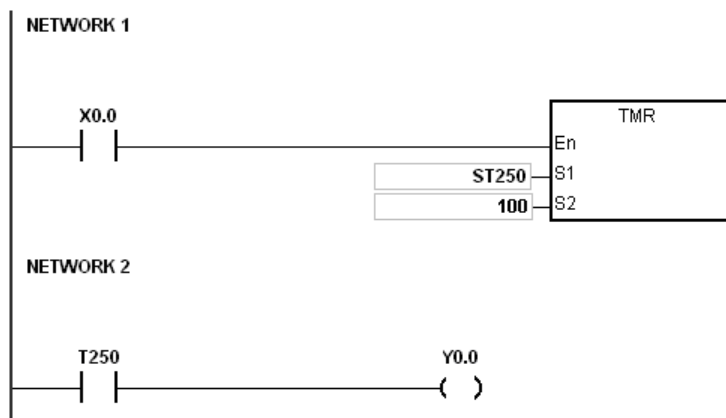 NETWORK 1
X0.0
TMR
En
ST250 S1
100 S2
NETWORK 2
T250 Y0.0